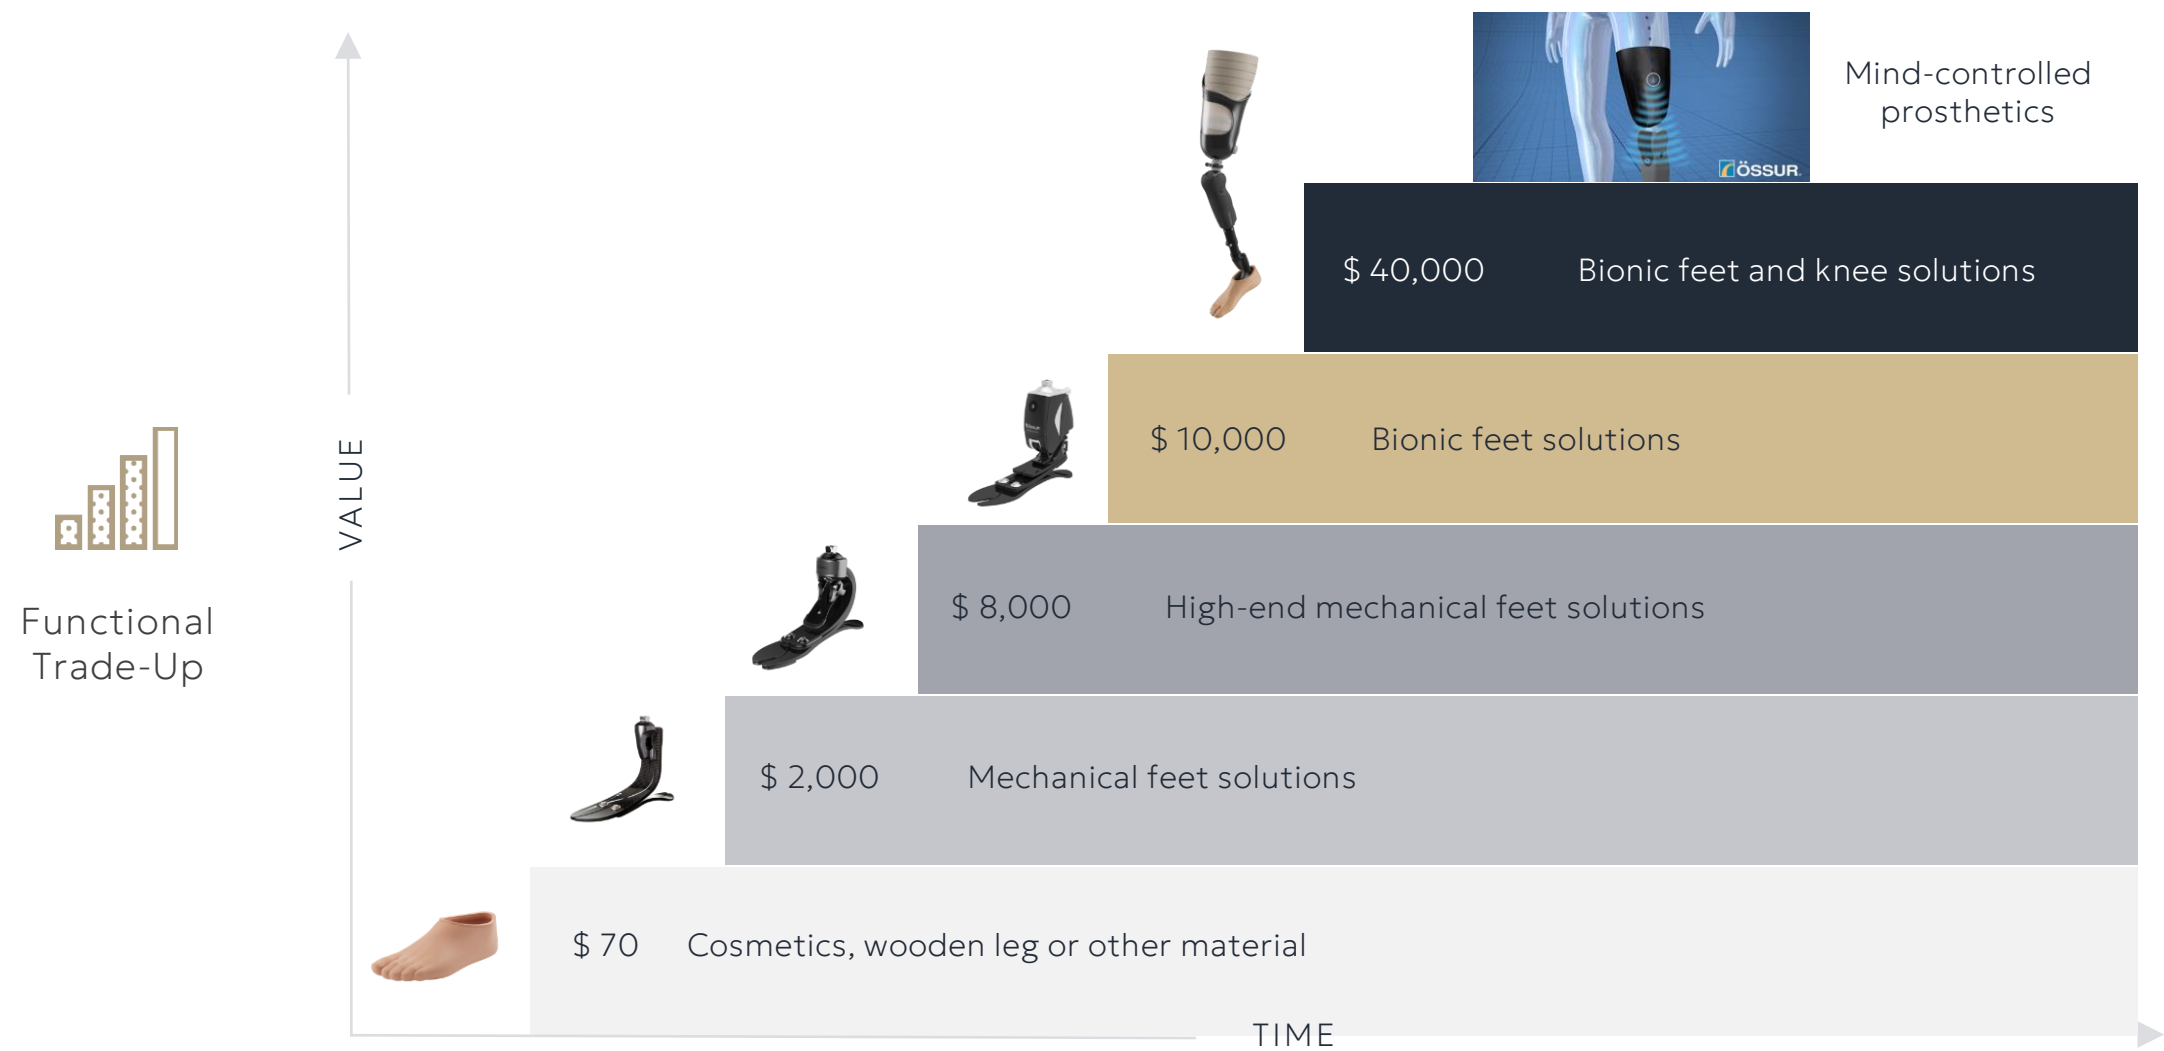 Mind-controlled
prosthetics
ÖSSUR
$ 40,000 Bionic feet and knee solutions
$ 10,000 Bionic feet solutions
VALUE
$ 8,000 High-end mechanical feet solutions
Functional
Trade-Up
$ 2,000 Mechanical feet solutions
$ 70 Cosmetics, wooden leg or other material
TIME